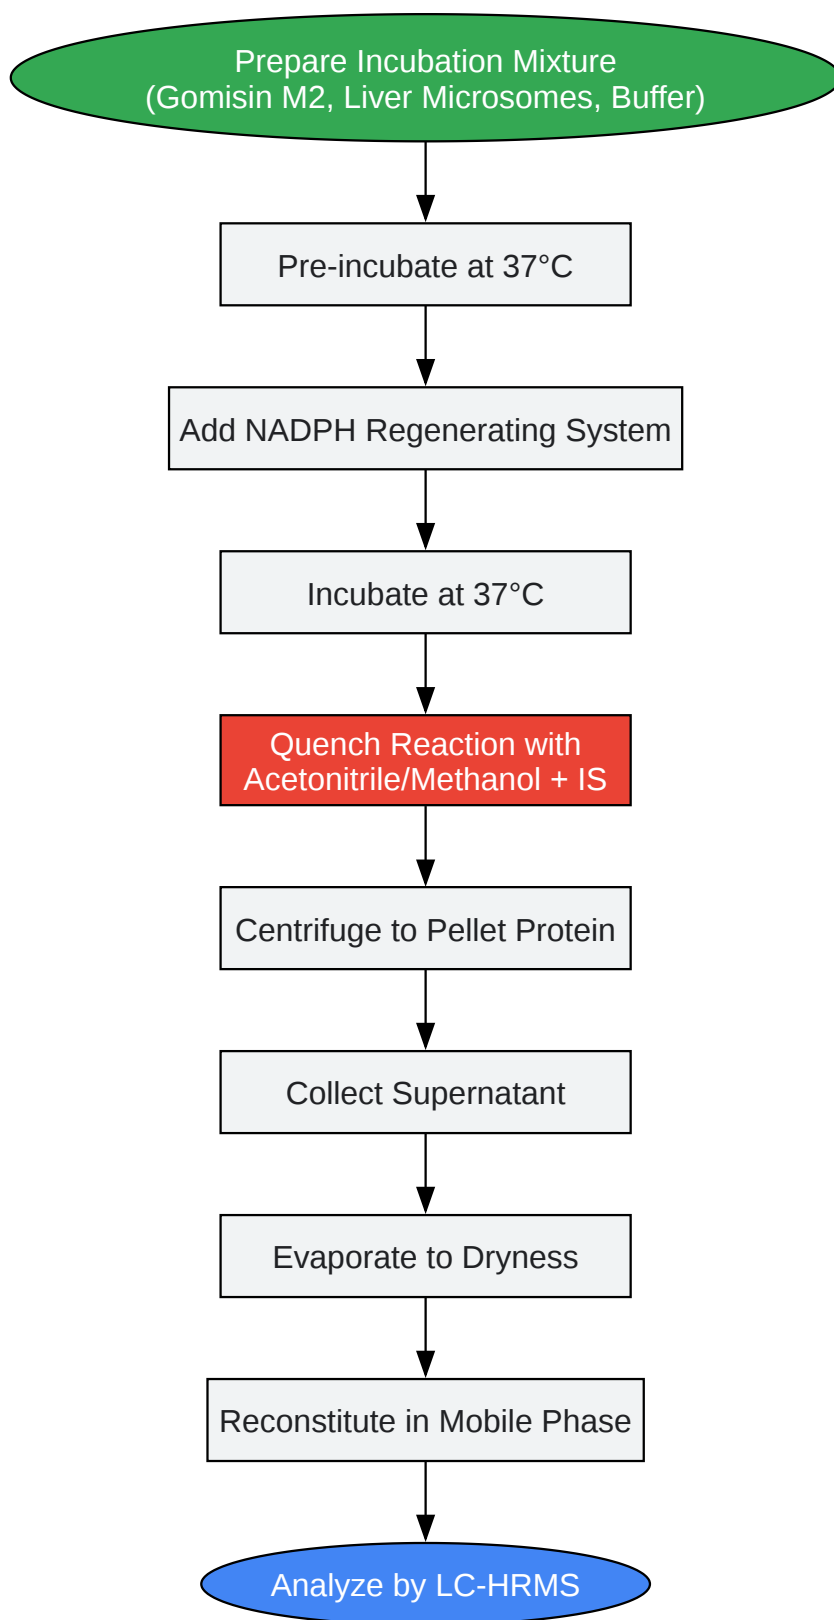 Prepare Incubation Mixture
(Gomisin M2, Liver Microsomes, Buffer)
Pre-incubate at 37°C
Add NADPH Regenerating System
Incubate at 37°C
Quench Reaction with
Acetonitrile/Methanol + IS
Centrifuge to Pellet Protein
Collect Supernatant
Evaporate to Dryness
Reconstitute in Mobile Phase
Analyze by LC-HRMS